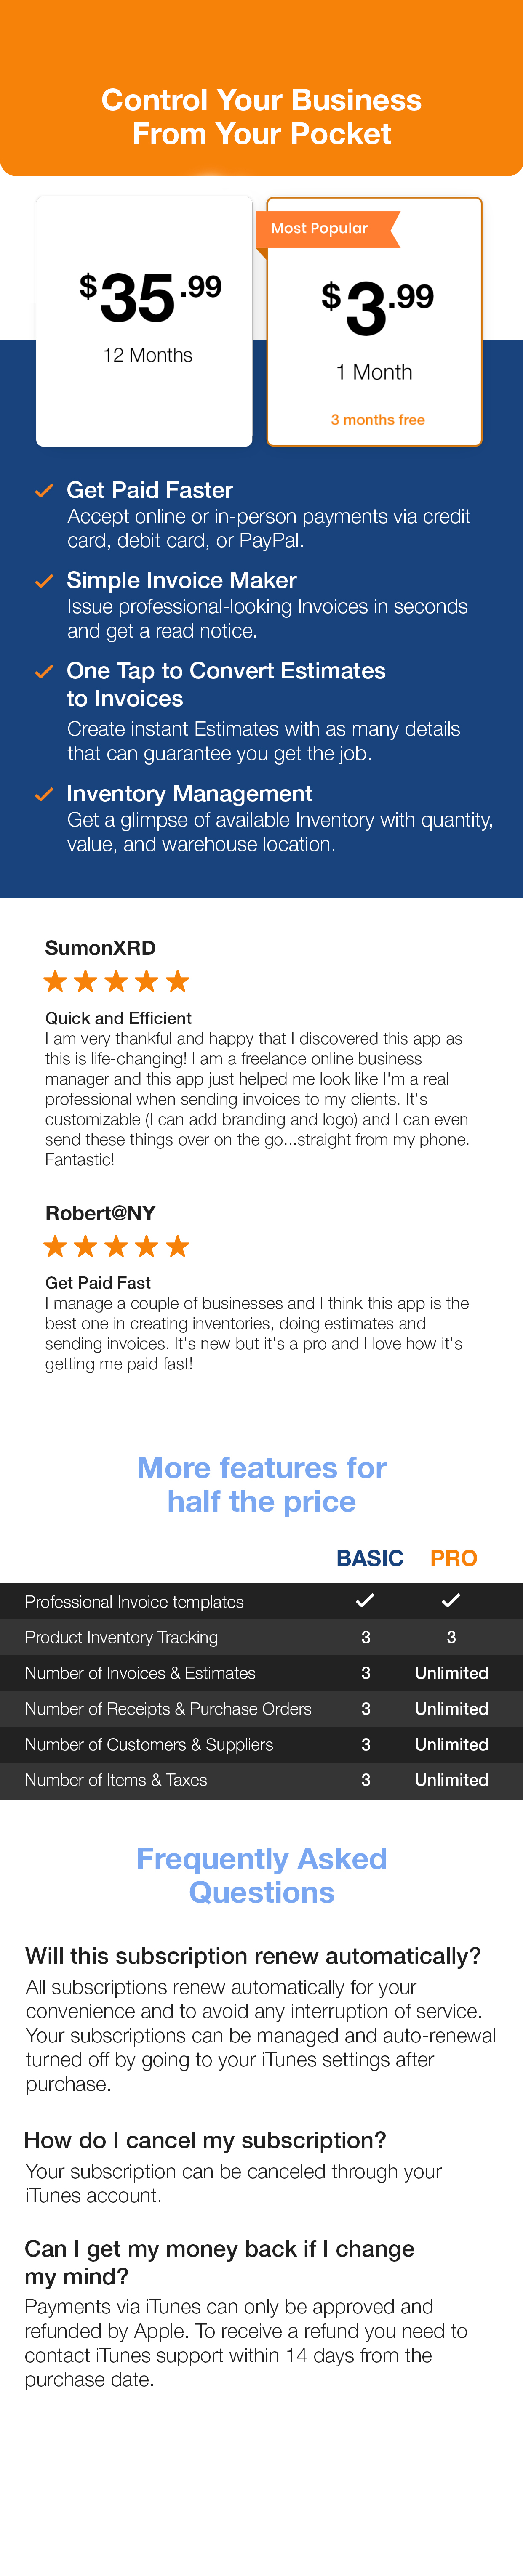 Control Your Business
From Your Pocket
Most Popular
$35.99
12 Months
$3.99
1 Month
3 months free
Get Paid Faster
Accept online or in-person payments via credit
card, debit card, or PayPal.
Simple Invoice Maker
Issue professional-looking Invoices in seconds
and get a read notice.
One Tap to Convert Estimates
to Invoices
Create instant Estimates with as many details
that can guarantee you get the job.
Inventory Management
Get a glimpse of available Inventory with quantity,
value, and warehouse location.
SumonXRD
Quick and Efficient
I am very thankful and happy that I discovered this app as
this is life-changing! I am a freelance online business
manager and this app just helped me look like I'm a real
professional when sending invoices to my clients. It's
customizable (I can add branding and logo) and I can even
send these things over on the go...straight from my phone.
Fantastic!
Robert@NY
Get Paid Fast
I manage a couple of businesses and I think this app is the
best one in creating inventories, doing estimates and
sending invoices. It's new but it's a pro and I love how it's
getting me paid fast!
More features for
half the price
BASIC PRO
Professional Invoice templates
Product Inventory Tracking 3 3
Number of Invoices & Estimates 3 Unlimited
Number of Receipts & Purchase Orders 3 Unlimited
Number of Customers & Suppliers 3 Unlimited
Number of Items & Taxes 3 Unlimited
Frequently Asked
Questions
Will this subscription renew automatically?
All subscriptions renew automatically for your
convenience and to avoid any interruption of service.
Your subscriptions can be managed and auto-renewal
turned off by going to your iTunes settings after
purchase.
How do I cancel my subscription?
Your subscription can be canceled through your
iTunes account.
Can I get my money back if I change
my mind?
Payments via iTunes can only be approved and
refunded by Apple. To receive a refund you need to
contact iTunes support within 14 days from the
purchase date.